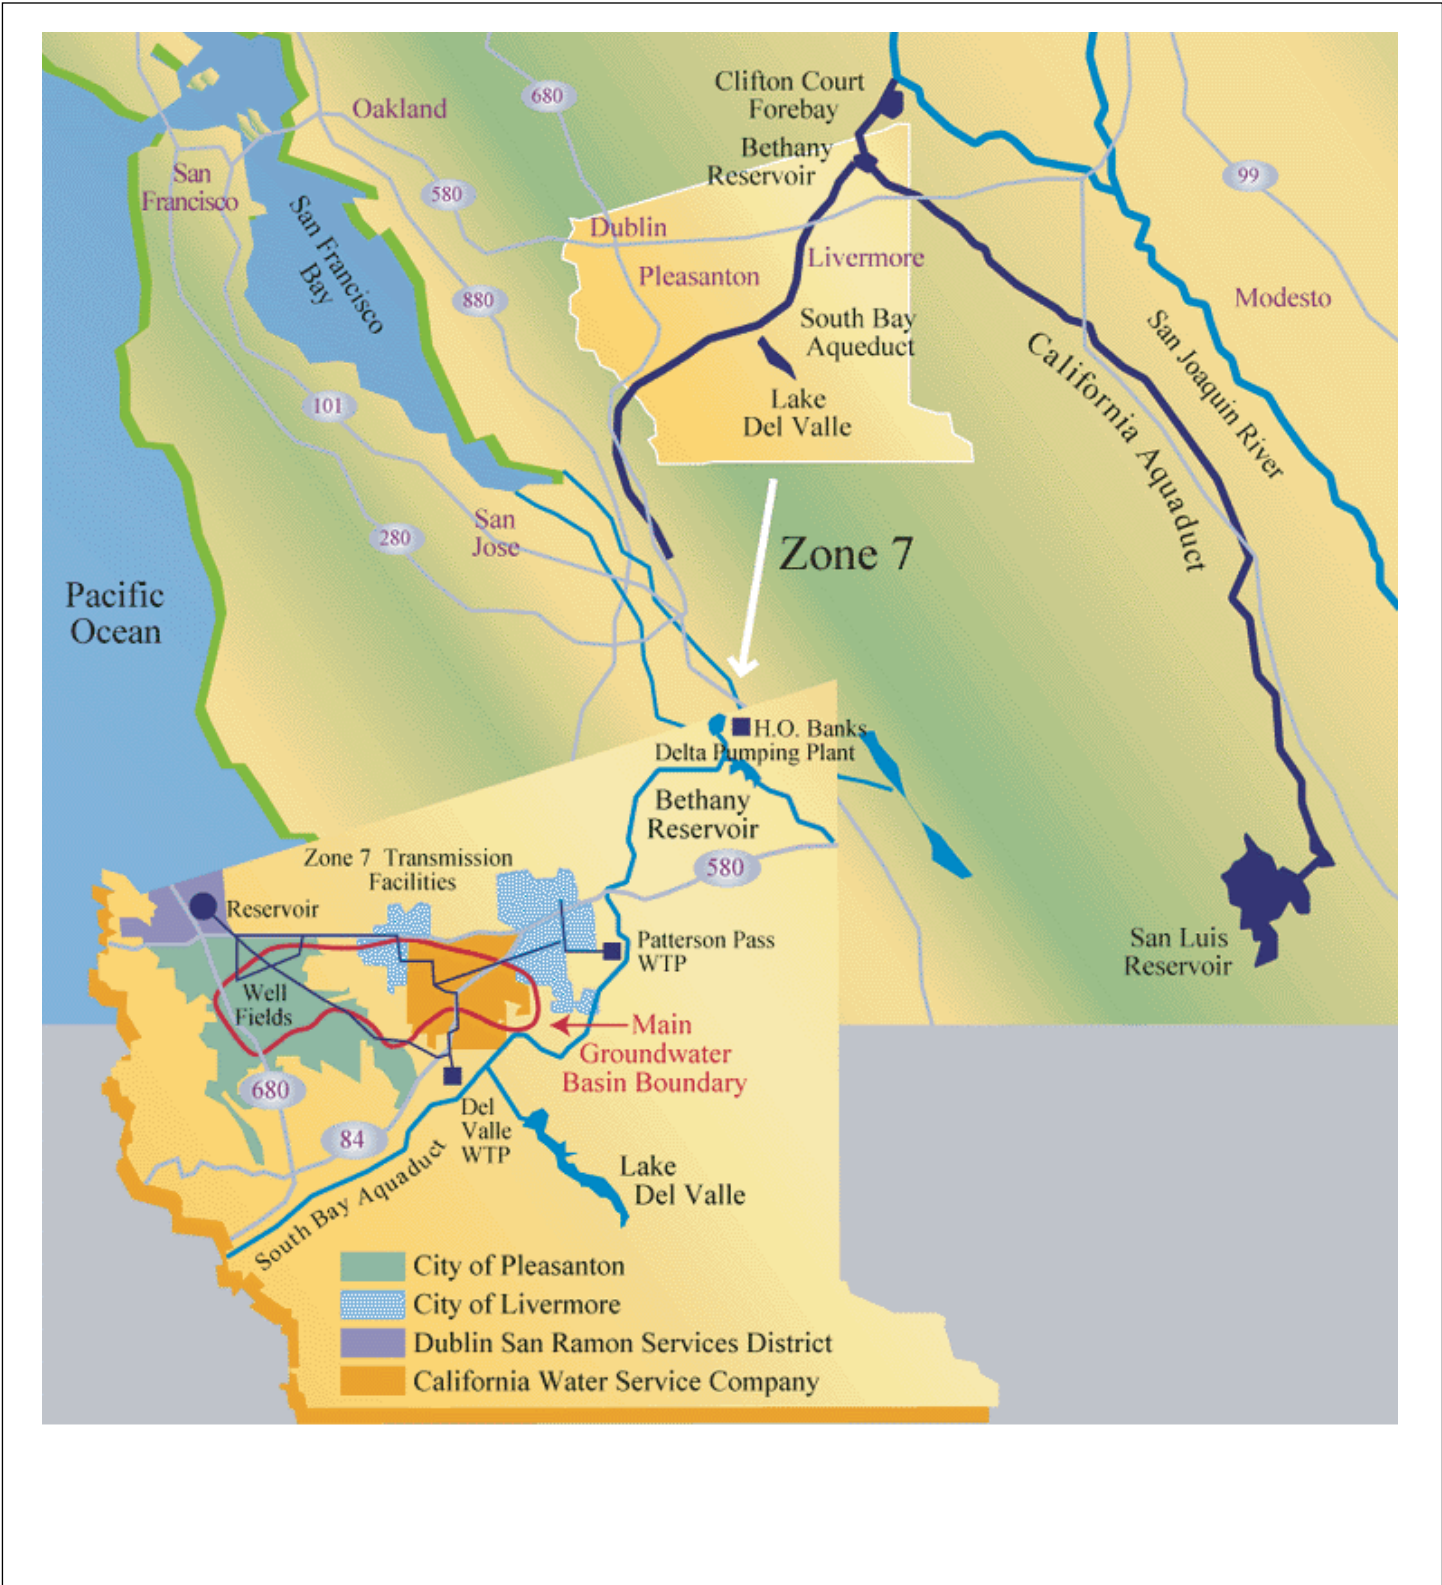 680
Clifton Court
Forebay
Oakland
Bethany
Reservoir
99
San
Francisco
580
San Francisco
Bay
Dublin
Livermore
Pleasanton
880
Modesto
South Bay
Aqueduct
San Joaquin River
California Aquaduct
Lake
Del Valle
101
San
Jose
280
Zone 7
Pacific
Ocean
H.O. Banks
Delta Pumping Plant
Bethany
Reservoir
580
Zone 7 Transmission
Facilities
Reservoir
Patterson Pass
WTP
San Luis
Reservoir
Well
Fields
Main
Groundwater
Basin Boundary
680
Del
Valle
WTP
84
South Bay Aquaduct
Lake
Del Valle
City of Pleasanton
City of Livermore
Dublin San Ramon Services District
California Water Service Company